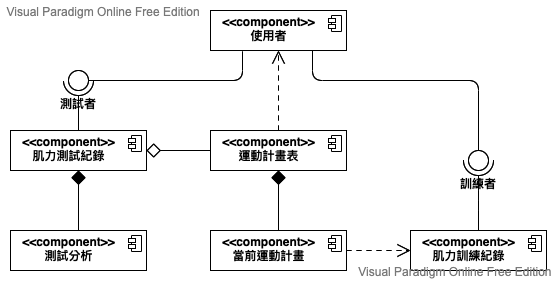 Visual Paradigm Online Free Edition
<<component>>
使用者
測試者
<<component>>
肌力測試紀錄
<<component>>
運動計畫表
訓練者
<<component>>
測試分析
<<component>>
當前運動計畫
<<component>>
肌力訓練紀錄
Visual Paradigm Online Free Edition